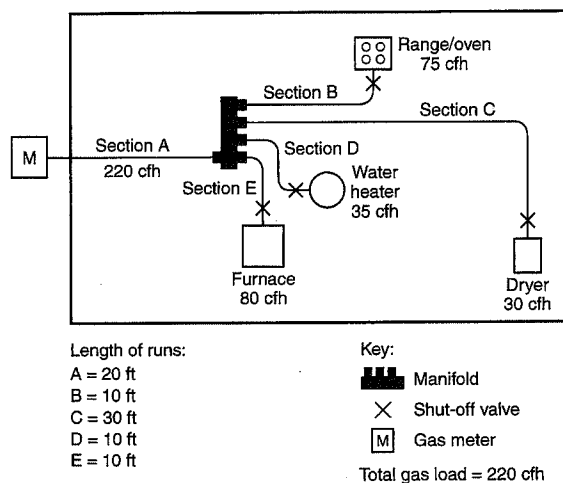 Range/oven
75 cfh
Section B
Section C
Section A
M
220 cfh
Section D
Water
heater
35 cfh
Section E
Furnace
80 cfh
Dryer
30 cfh
Length of runs:
A = 20 ft
B = 10 ft
C = 30 ft
D = 10 ft
E = 10 ft
Key:
Manifold
Shut-off valve
M Gas meter
Total gas load = 220 cfh